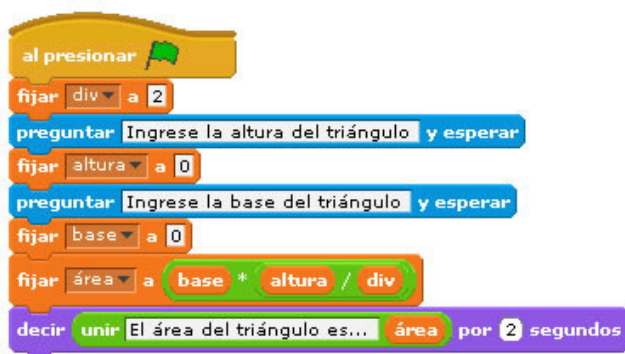 al presionar
fijar div a 2
preguntar Ingrese la altura del triángulo y esperar
fijar altura a 0
preguntar Ingrese la base del triángulo y esperar
fijar base a 0
fijar área a base * altura / div
decir unir El área del triángulo es... área por 2 segundos